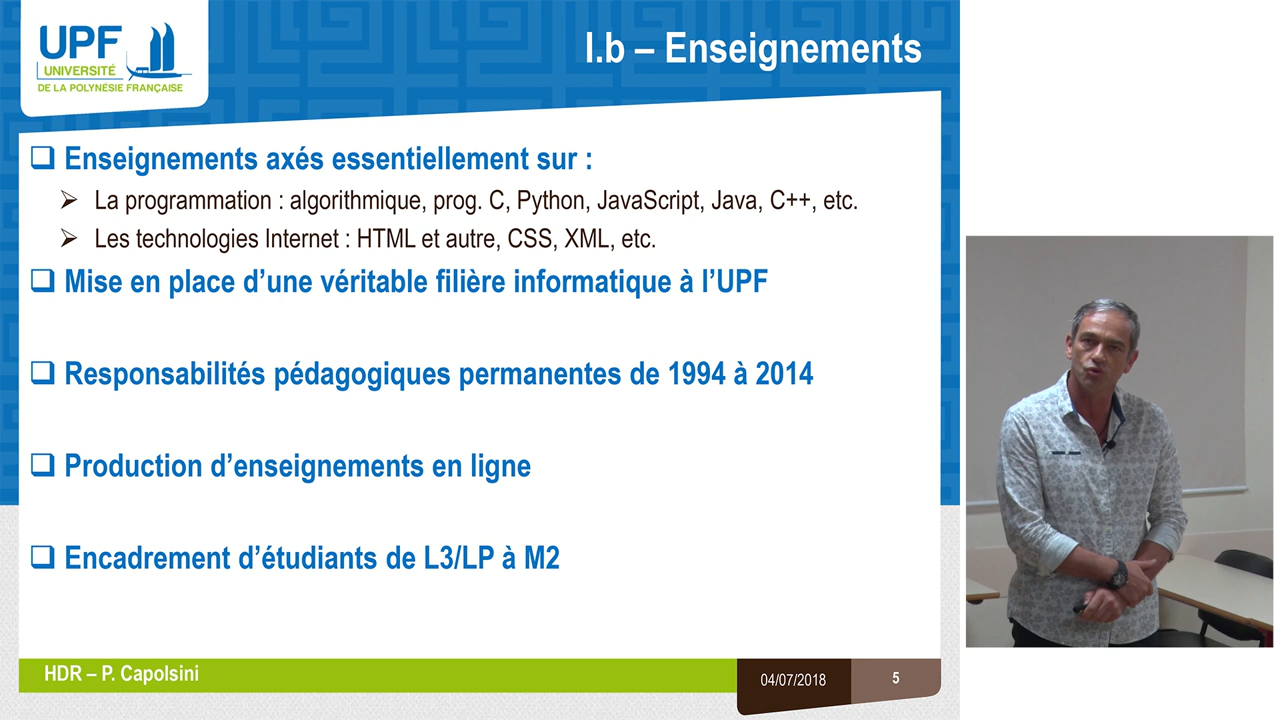 UPF
UNIVERSITÉ
DE LA POLYNÉSIE FRANÇAISE
I.b – Enseignements
Enseignements axés essentiellement sur :
La programmation : algorithmique, prog. C, Python, JavaScript, Java, C++, etc.
Les technologies Internet : HTML et autre, CSS, XML, etc.
Mise en place d’une véritable filière informatique à l’UPF
Responsabilités pédagogiques permanentes de 1994 à 2014
Production d’enseignements en ligne
Encadrement d’étudiants de L3/LP à M2
HDR – P. Capolsini
04/07/2018
5